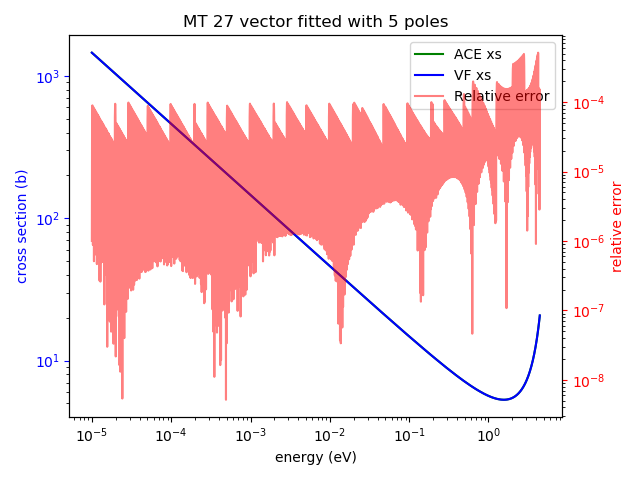 MT 27 vector fitted with 5 poles
ACE xs
VF xs
Relative error
10³
10²
10¹
cross section (b)
10⁻⁴
10⁻⁵
10⁻⁶
10⁻⁷
10⁻⁸
relative error
10⁻⁵ 10⁻⁴ 10⁻³ 10⁻² 10⁻¹ 10⁰
energy (eV)